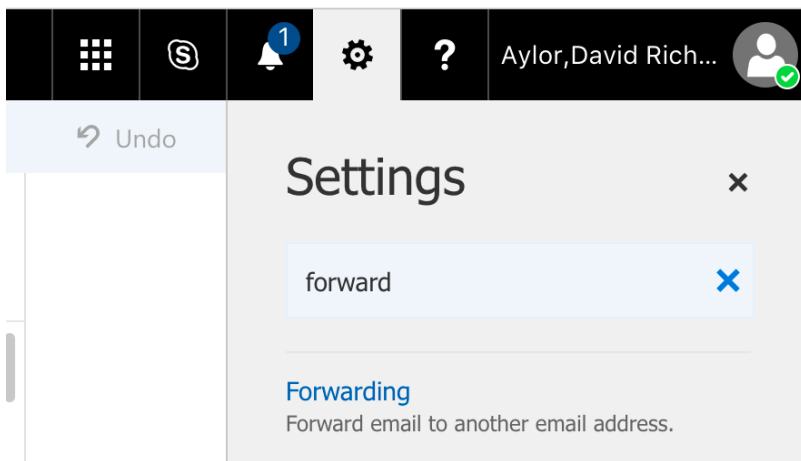 1
?
Aylor,David Rich...
Undo
Settings
forward
Forwarding
Forward email to another email address.